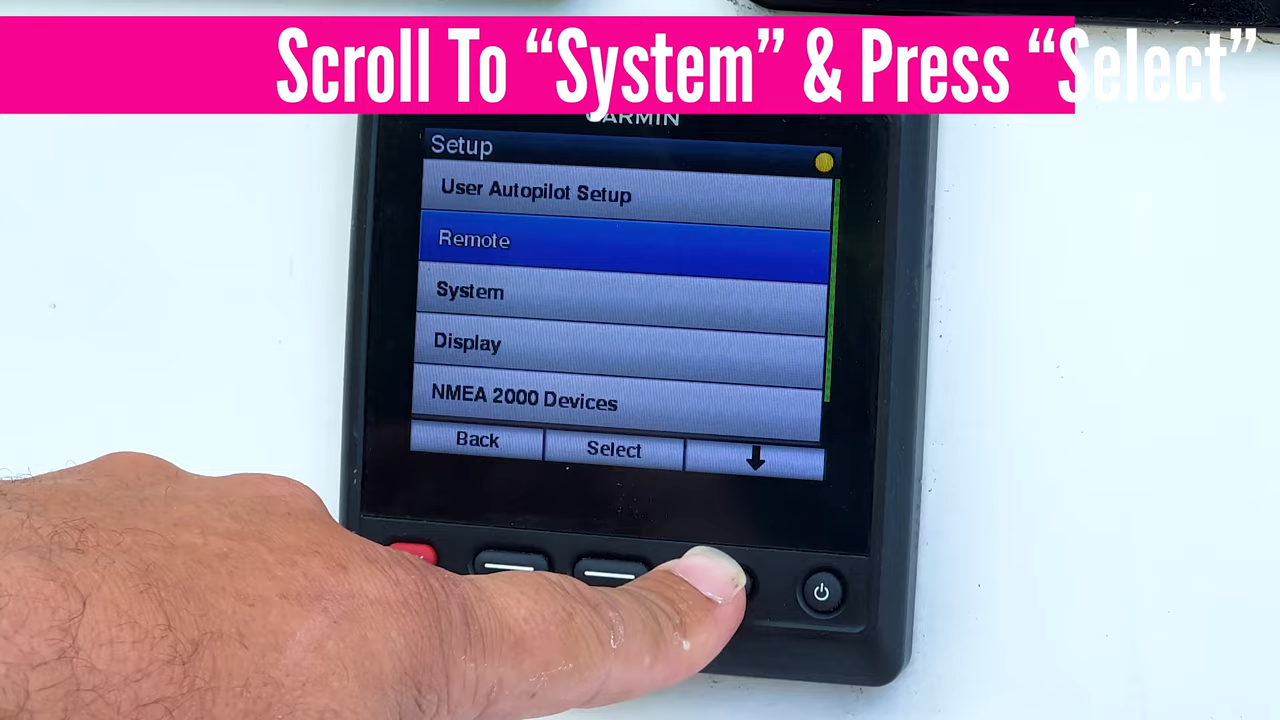 Scroll To “System” & Press “Select”
GARMIN
Setup
User Autopilot Setup
Remote
System
Display
NMEA 2000 Devices
Back Select